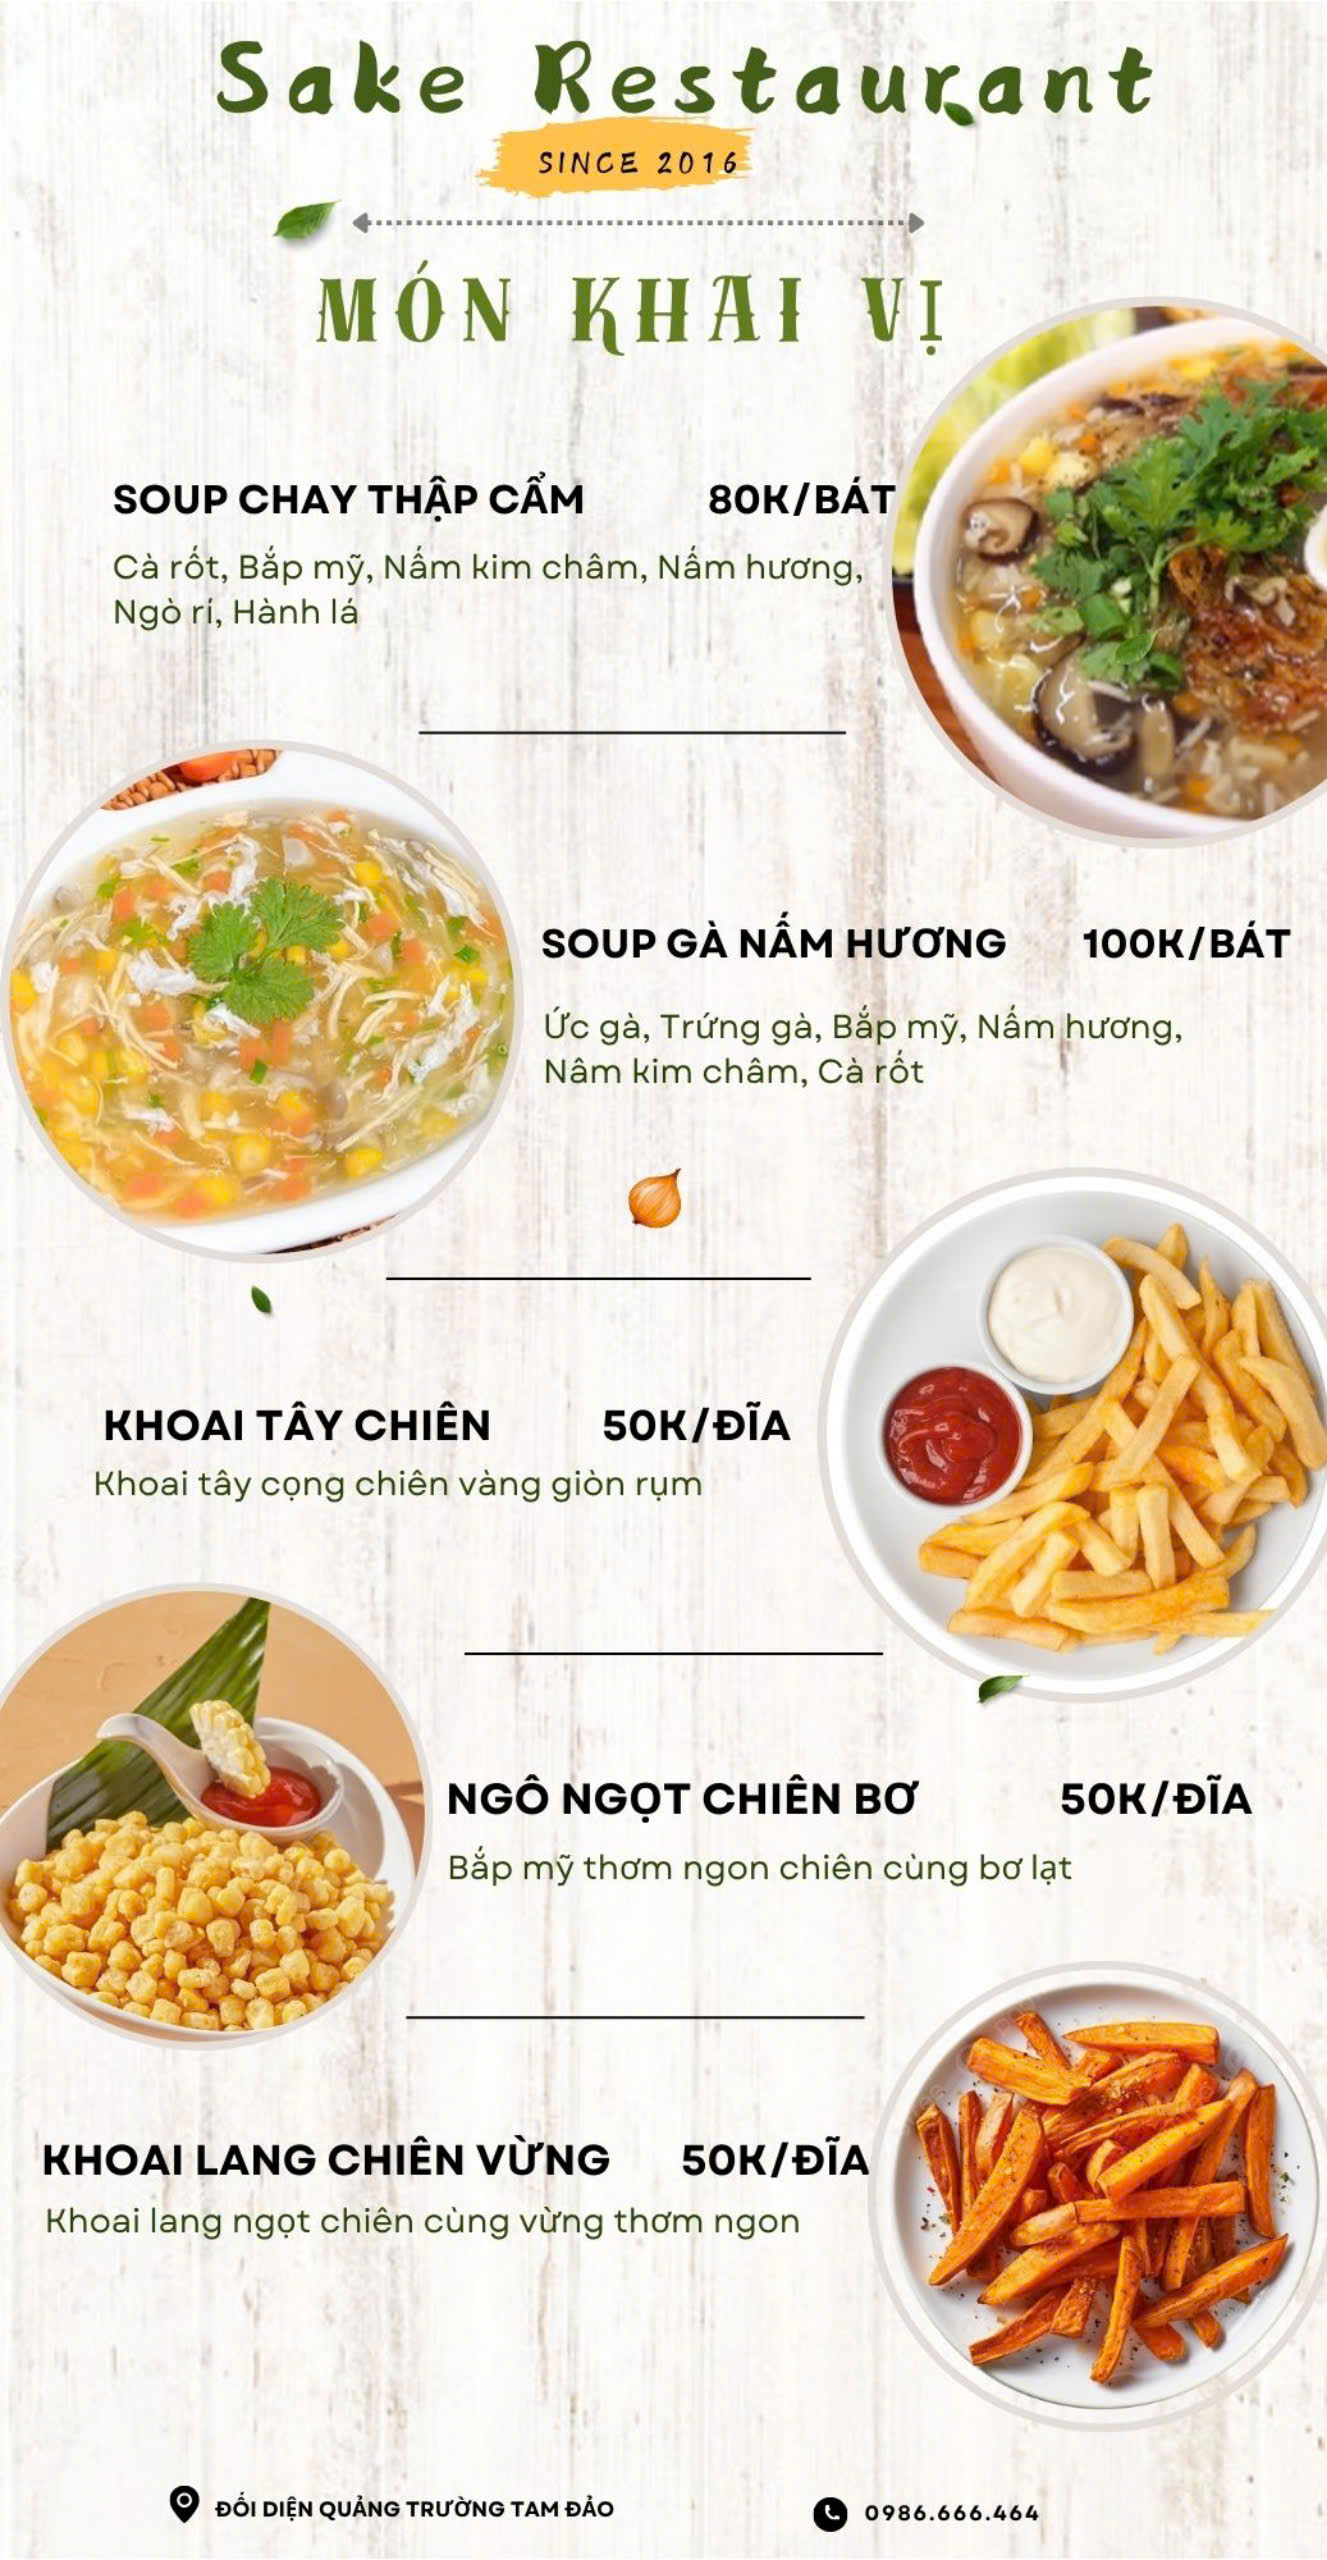 Sake Restaurant
SINCE 2016
MÓN KHAI VỊ
SOUP CHAY THẬP CẨM 80K/BÁT
Cà rốt, Bắp mỹ, Nấm kim châm, Nấm hương,
Ngò rí, Hành lá
SOUP GÀ NẤM HƯƠNG 100K/BÁT
Ức gà, Trứng gà, Bắp mỹ, Nấm hương,
Nâm kim châm, Cà rốt
KHOAI TÂY CHIÊN 50K/ĐĨA
Khoai tây cọng chiên vàng giòn rụm
NGÔ NGỌT CHIÊN BƠ 50K/ĐĨA
Bắp mỹ thơm ngon chiên cùng bơ lạt
KHOAI LANG CHIÊN VỪNG 50K/ĐĨA
Khoai lang ngọt chiên cùng vừng thơm ngon
ĐỐI DIỆN QUẢNG TRƯỜNG TAM ĐẢO 0986.666.464